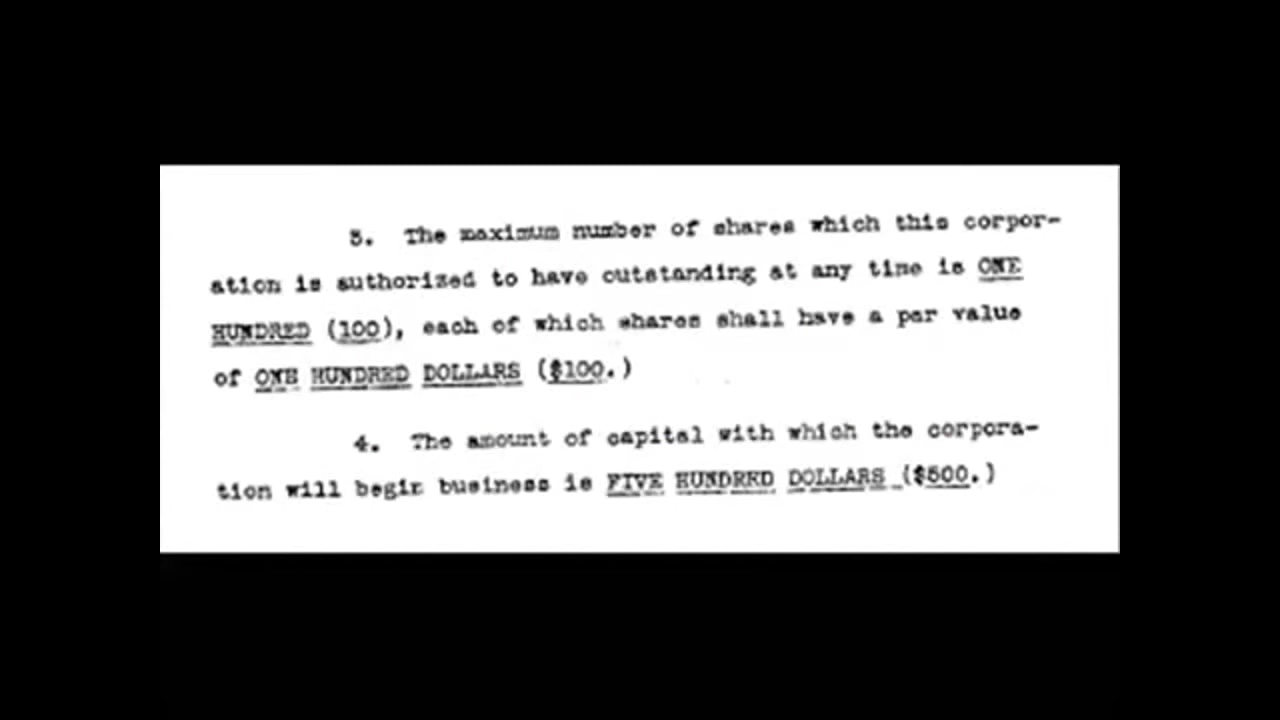 3. The maximum number of shares which this corpor-
ation is authorized to have outstanding at any time is ONE
HUNDRED (100), each of which shares shall have a par value
of ONE HUNDRED DOLLARS ($100.)
4. The amount of capital with which the corpora-
tion will begin business is FIVE HUNDRED DOLLARS ($500.)